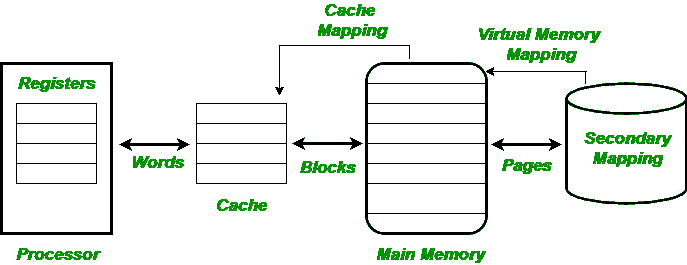 Cache
Mapping
Virtual Memory
Mapping
Registers
Secondary
Mapping
Words
Blocks
Pages
Cache
Processor
Main Memory